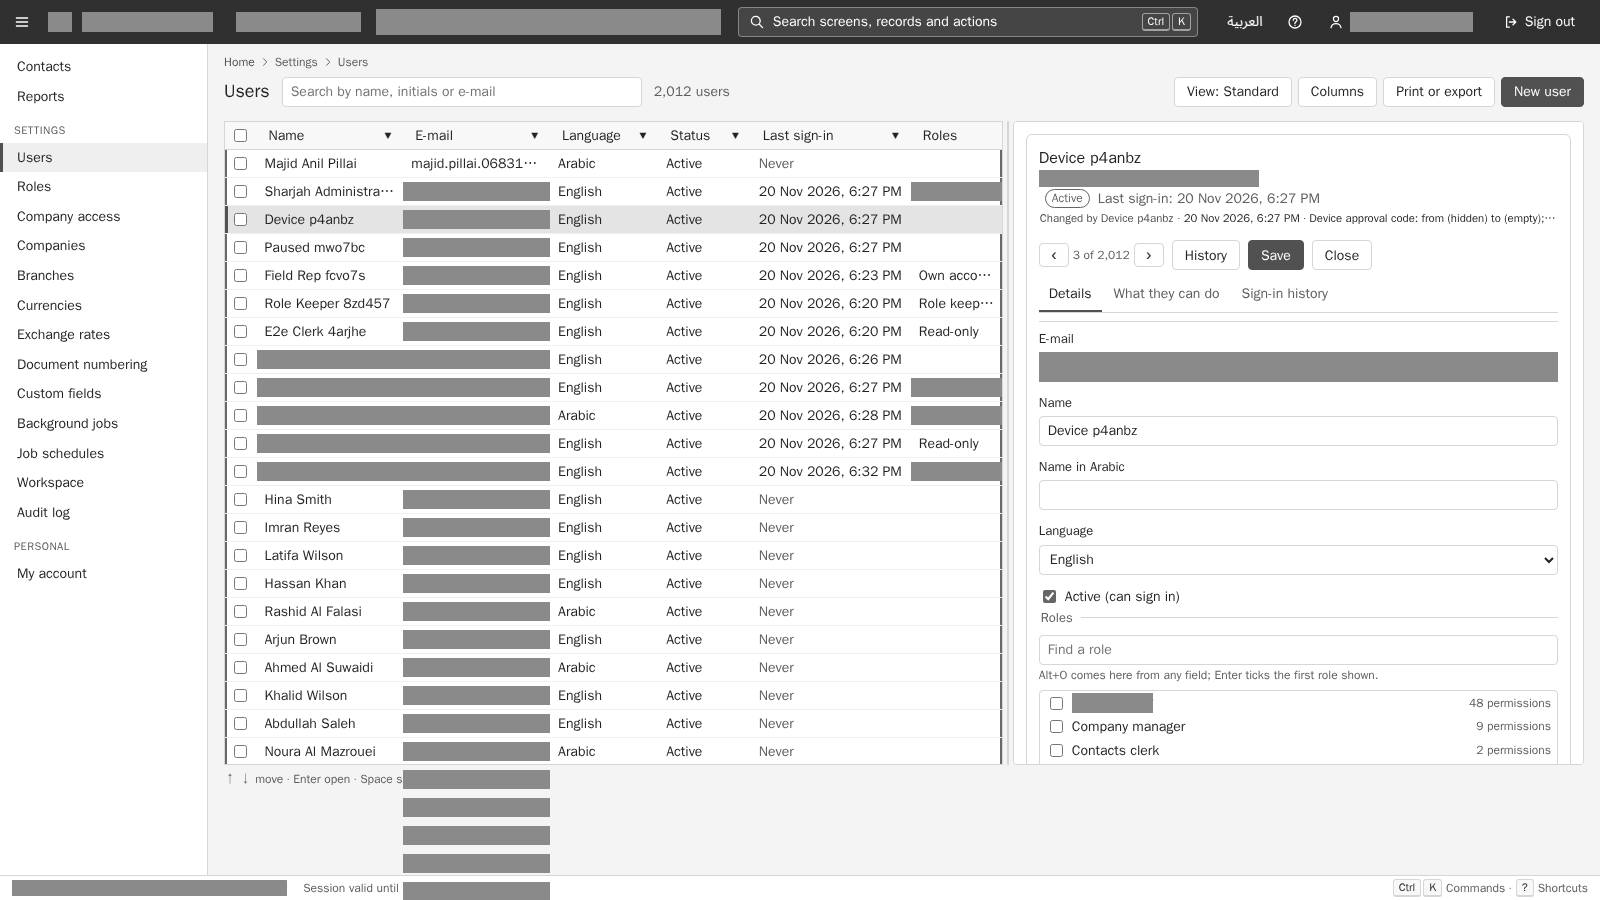 Search screens, records and actions Ctrl K العربية Sign out
Contacts
Reports
SETTINGS
Users
Roles
Company access
Companies
Branches
Currencies
Exchange rates
Document numbering
Custom fields
Background jobs
Job schedules
Workspace
Audit log
PERSONAL
My account
Home > Settings > Users
Users Search by name, initials or e-mail 2,012 users View: Standard Columns Print or export New user
Name E-mail Language Status Last sign-in Roles
Majid Anil Pillai majid.pillai.06831··· Arabic Active Never
Sharjah Administra··· English Active 20 Nov 2026, 6:27 PM
Device p4anbz English Active 20 Nov 2026, 6:27 PM
Paused mwo7bc English Active 20 Nov 2026, 6:27 PM
Field Rep fcvo7s English Active 20 Nov 2026, 6:23 PM Own acco···
Role Keeper 8zd457 English Active 20 Nov 2026, 6:20 PM Role keep···
E2e Clerk 4arjhe English Active 20 Nov 2026, 6:20 PM Read-only
English Active 20 Nov 2026, 6:26 PM
English Active 20 Nov 2026, 6:27 PM
Arabic Active 20 Nov 2026, 6:28 PM
English Active 20 Nov 2026, 6:27 PM Read-only
English Active 20 Nov 2026, 6:32 PM
Hina Smith English Active Never
Imran Reyes English Active Never
Latifa Wilson English Active Never
Hassan Khan English Active Never
Rashid Al Falasi Arabic Active Never
Arjun Brown English Active Never
Ahmed Al Suwaidi Arabic Active Never
Khalid Wilson English Active Never
Abdullah Saleh English Active Never
Noura Al Mazrouei Arabic Active Never
↑ ↓ move · Enter open · Space s
Device p4anbz
Active Last sign-in: 20 Nov 2026, 6:27 PM
Changed by Device p4anbz · 20 Nov 2026, 6:27 PM · Device approval code: from (hidden) to (empty);···
‹ 3 of 2,012 › History Save Close
Details What they can do Sign-in history
E-mail
Name
Device p4anbz
Name in Arabic
Language
English
Active (can sign in)
Roles
Find a role
Alt+O comes here from any field; Enter ticks the first role shown.
48 permissions
Company manager 9 permissions
Contacts clerk 2 permissions
Session valid until
Ctrl K Commands · ? Shortcuts